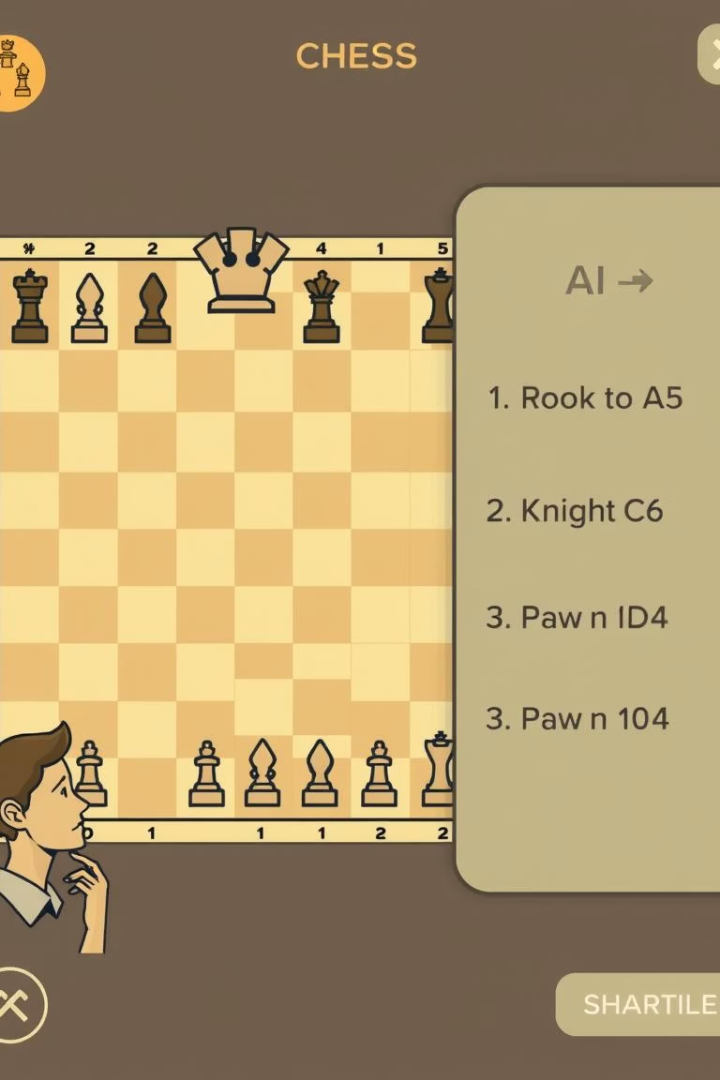 CHESS
2 2 4 1 5
AI →
1. Rook to A5
2. Knight C6
3. Paw n ID4
3. Paw n 104
1 1 1 2 2
SHARTILE